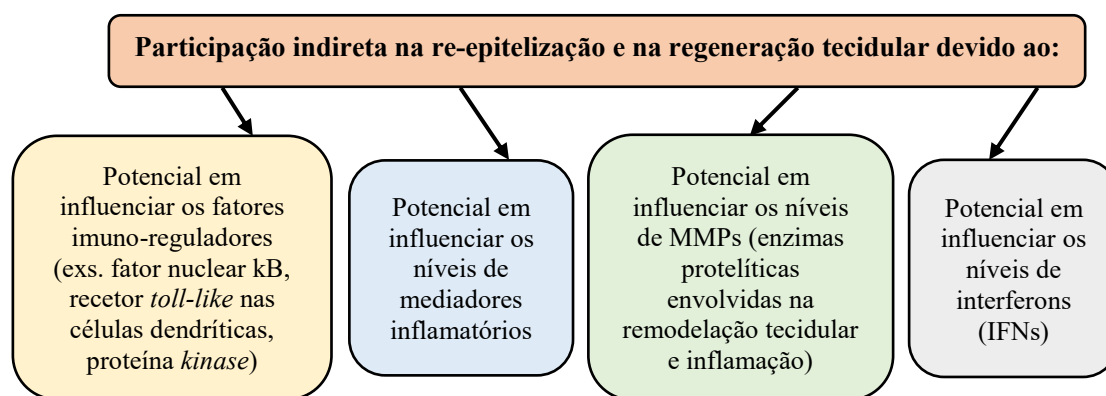 Participação indireta na re-epitelização e na regeneração tecidular devido ao:
Potencial em
influenciar os fatores
imuno-reguladores
(exs. fator nuclear kB,
recetor toll-like nas
células dendríticas,
proteína kinase)
Potencial em
influenciar os
níveis de
mediadores
inflamatórios
Potencial em
influenciar os níveis
de MMPs (enzimas
protelíticas
envolvidas na
remodelação tecidular
e inflamação)
Potencial em
influenciar os
níveis de
interferons
(IFNs)